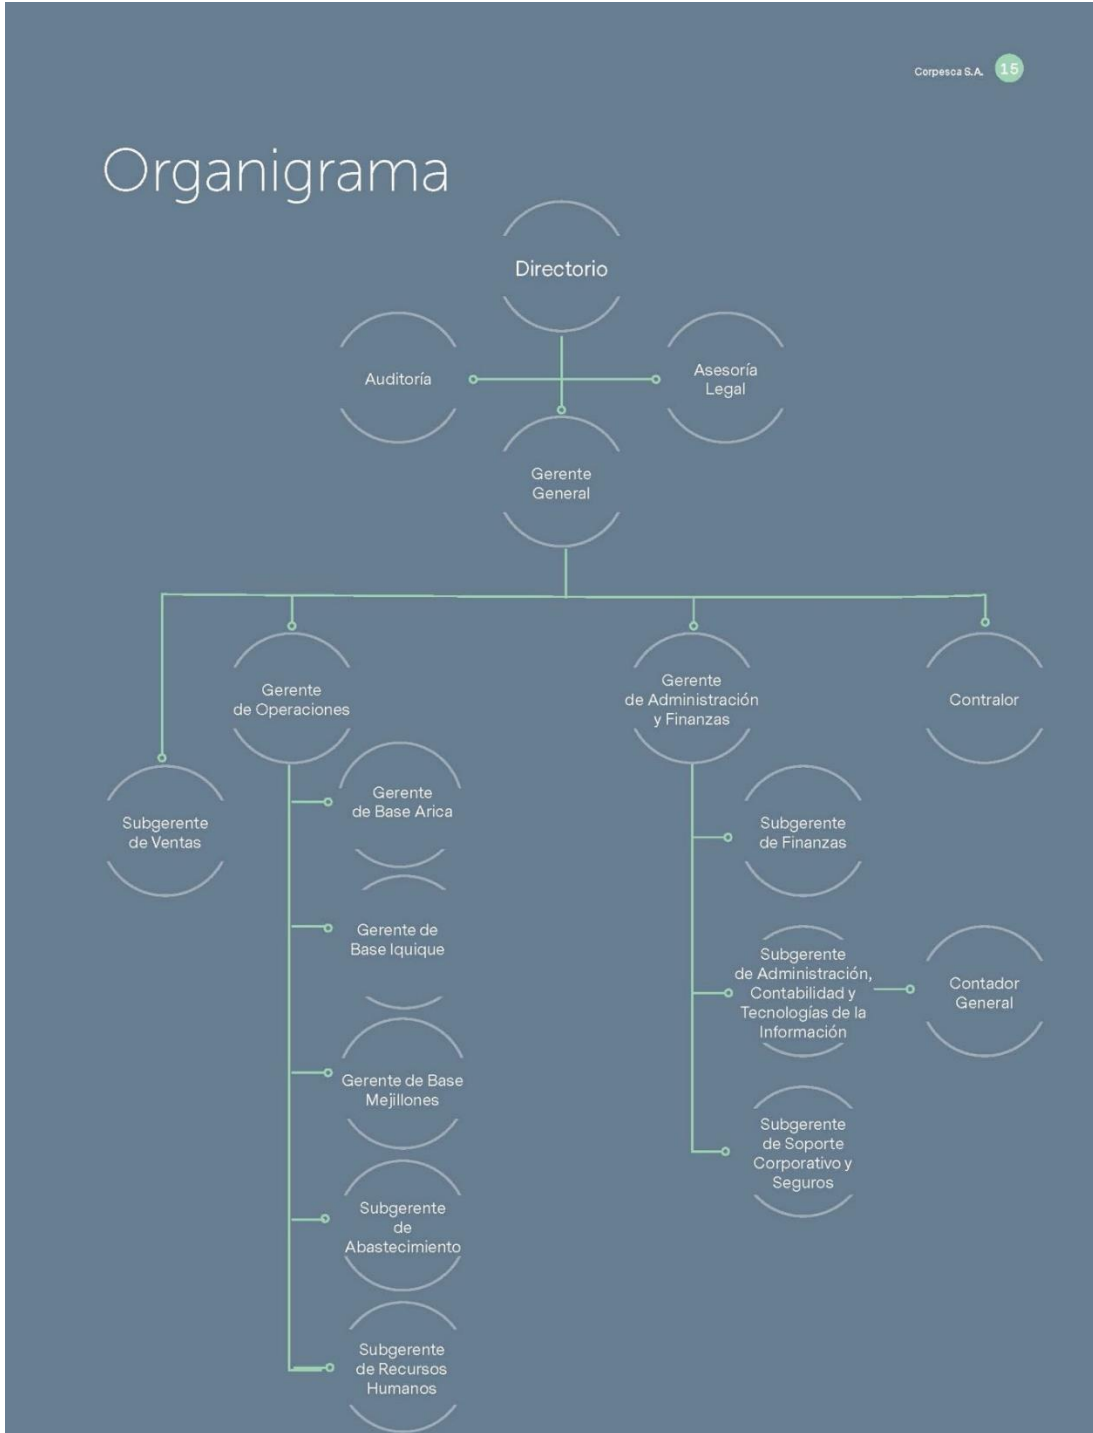 Corpesca S.A. 15
Organigrama
Directorio
Auditoría
Asesoría
Legal
Gerente
General
Gerente
de Operaciones
Gerente
de Administración
y Finanzas
Contralor
Subgerente
de Ventas
Gerente
de Base Arica
Subgerente
de Finanzas
Gerente de
Base Iquique
Subgerente
de Administración,
Contabilidad y
Tecnologías de la
Información
Contador
General
Gerente de Base
Mejillones
Subgerente
de Soporte
Corporativo y
Seguros
Subgerente
de
Abastecimiento
Subgerente
de Recursos
Humanos